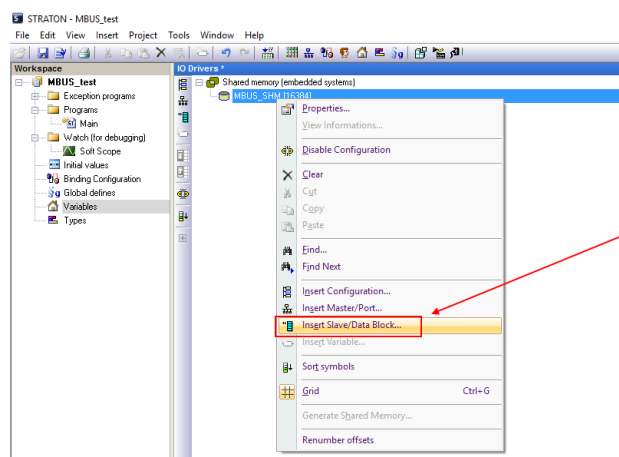 STRATON - MBUS_test
File Edit View Insert Project Tools Window Help
Workspace
IO Drivers *
MBUS_test
Exception programs
Programs
Main
Watch (for debugging)
Soft Scope
Initial values
Binding Configuration
Global defines
Variables
Types
Shared memory (embedded systems)
MBUS_SHM [16384]
Properties...
View Informations...
Disable Configuration
Clear
Cut
Copy
Paste
Find...
Find Next
Insert Configuration...
Insert Master/Port...
Insert Slave/Data Block...
Insert Variable...
Sort symbols
Grid Ctrl+G
Generate Shared Memory...
Renumber offsets